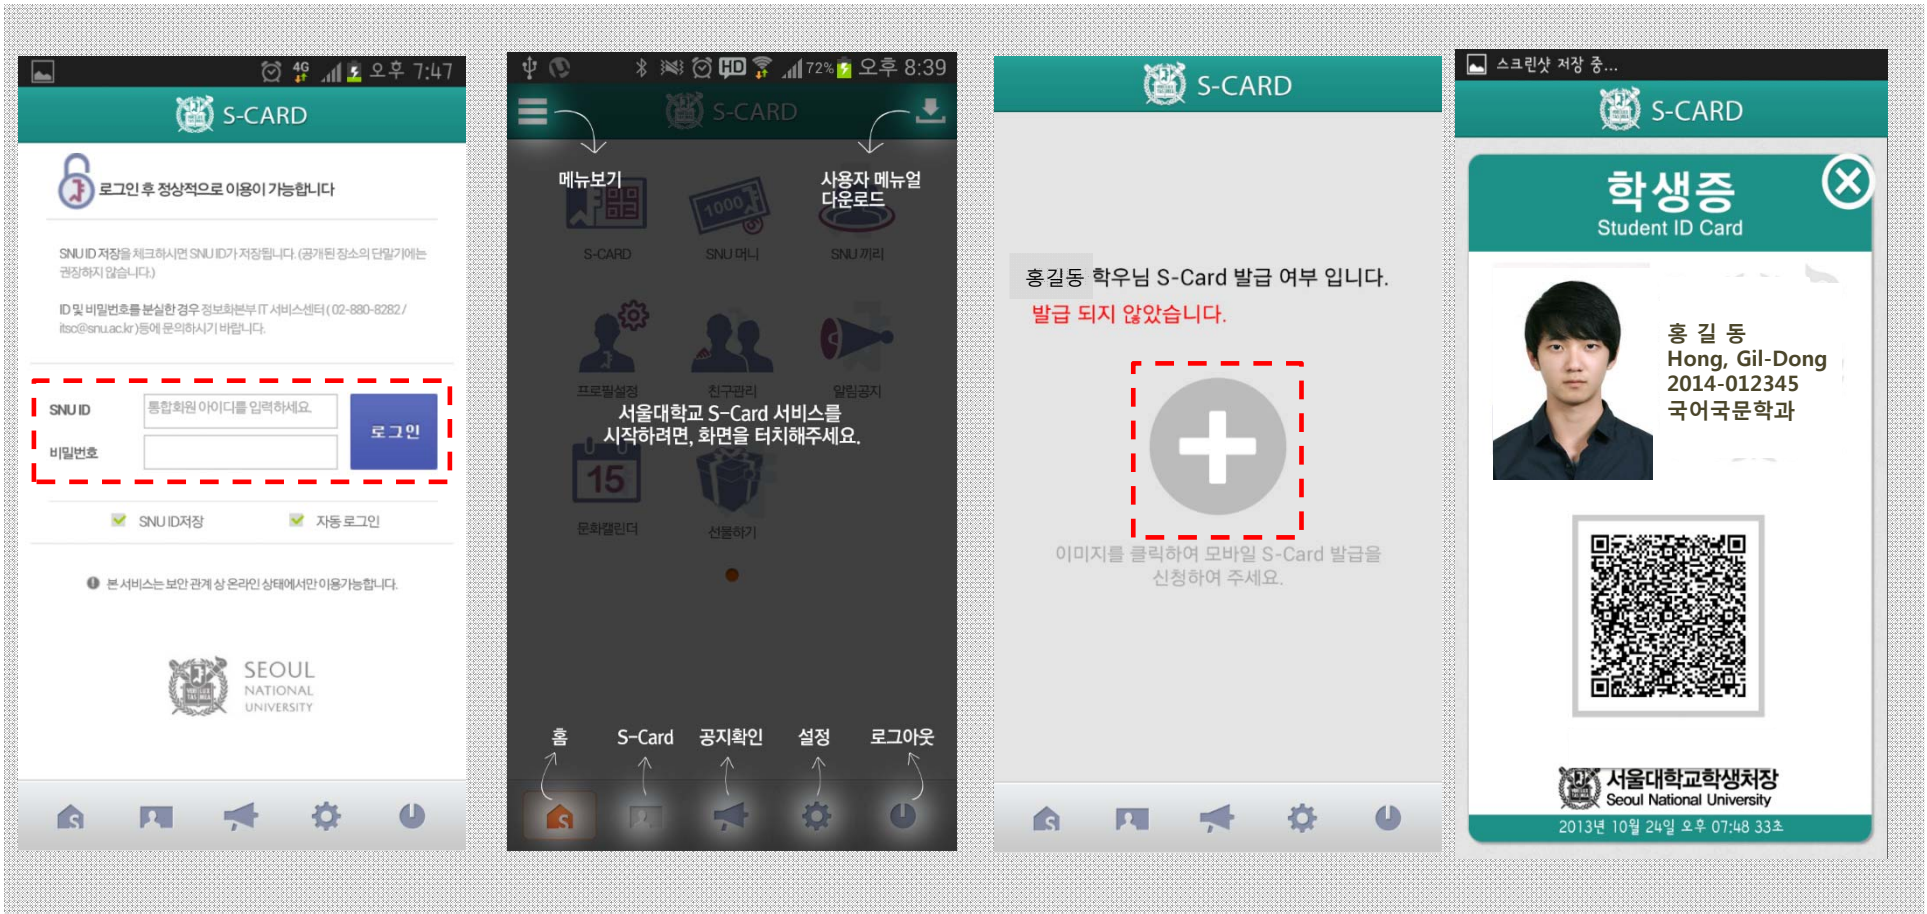 오후 7:47
4G
S-CARD
로그인 후 정상적으로 이용이 가능합니다
SNU ID 저장을 체크하시면 SNU ID가 저장됩니다. (공개된 장소의 단말기에는
권장하지 않습니다.)
ID 및 비밀번호를 분실한 경우 정보화본부 IT 서비스센터 ( 02-880-8282 /
itsc@snu.ac.kr )등에 문의하시기 바랍니다.
SNU ID
통합회원 아이디를 입력하세요.
비밀번호
로그인
SNU ID저장
자동 로그인
본 서비스는 보안 관계 상 온라인 상태에서만 이용가능합니다.
SEOUL
NATIONAL
UNIVERSITY
HD
72%
오후 8:39
S-CARD
메뉴보기
사용자 메뉴얼
다운로드
1000
S-CARD
SNU 머니
SNU 끼리
프로필설정
친구관리
알림공지
서울대학교 S-Card 서비스를
시작하려면, 화면을 터치해주세요.
15
문화캘린더
선물하기
홈
S-Card
공지확인
설정
로그아웃
S-CARD
홍길동 학우님 S-Card 발급 여부 입니다.
발급 되지 않았습니다.
이미지를 클릭하여 모바일 S-Card 발급을
신청하여 주세요.
스크린샷 저장 중...
S-CARD
학생증
Student ID Card
홍 길 동
Hong, Gil-Dong
2014-012345
국어국문학과
서울대학교학생처장
Seoul National University
2013년 10월 24일 오후 07:48 33초